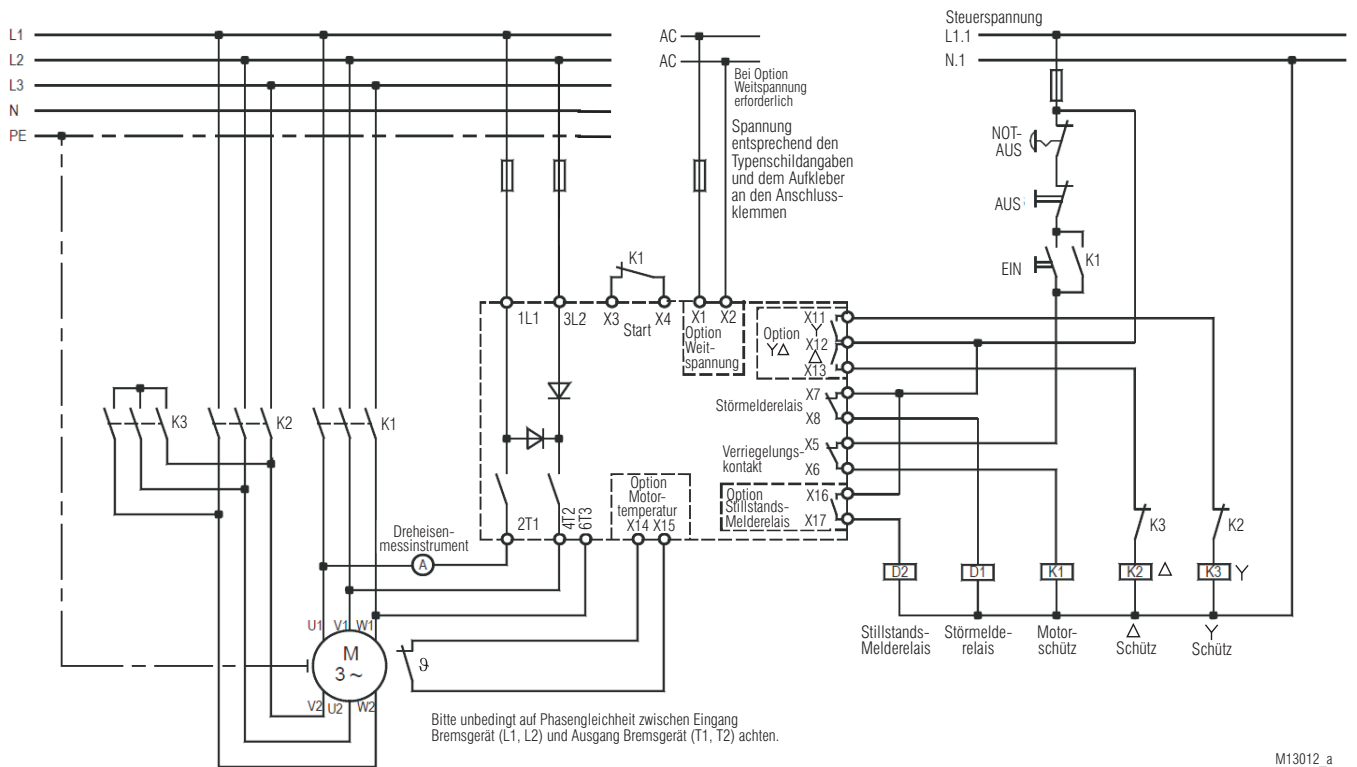 Steuerspannung
L1
L2
L3
N
PE
AC
AC
Bei Option
Weitspannung
erforderlich
Spannung
entsprechend den
Typenschildangaben
und dem Aufkleber
an den Anschluss-
klemmen
L1.1
N.1
NOT-
AUS
AUS
EIN
K1
K1
1L1
3L2
X3
X4
Start
X1
X2
Option
Weit-
spannung
Option
X11
X12
X13
Störmelderelais
X7
X8
Verriegelungs-
kontakt
X5
X6
Option
Stillstands-
Melderelais
X16
X17
K3
K2
K1
2T1
4T2
6T3
Option
Motor-
temperatur
X14 X15
Dreheisen-
messinstrument
A
K3
K2
D2
D1
K1
K2
K3
Stillstands-
Melderelais
Störmelde-
relais
Motor-
schütz
Schütz
Schütz
U1
V1
W1
M
3 ~
ϑ
V2
U2
W2
Bitte unbedingt auf Phasengleichheit zwischen Eingang
Bremsgerät (L1, L2) und Ausgang Bremsgerät (T1, T2) achten.
M13012_a